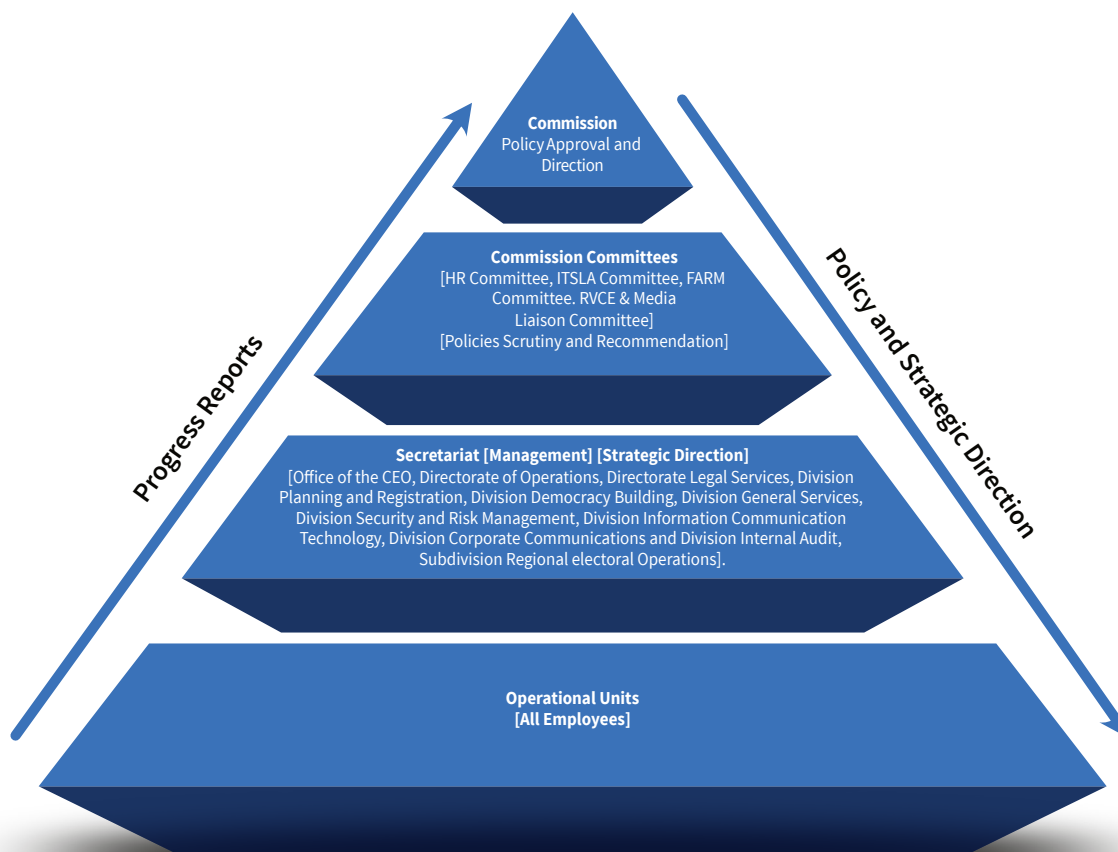 Commission
Policy Approval and
Direction
Commission Committees
[HR Committee, ITSLA Committee, FARM
Committee. RVCE & Media
Liaison Committee]
[Policies Scrutiny and Recommendation]
Secretariat [Management] [Strategic Direction]
[Office of the CEO, Directorate of Operations, Directorate Legal Services, Division
Planning and Registration, Division Democracy Building, Division General Services,
Division Security and Risk Management, Division Information Communication
Technology, Division Corporate Communications and Division Internal Audit,
Subdivision Regional electoral Operations].
Operational Units
[All Employees]
Progress Reports
Policy and Strategic Direction